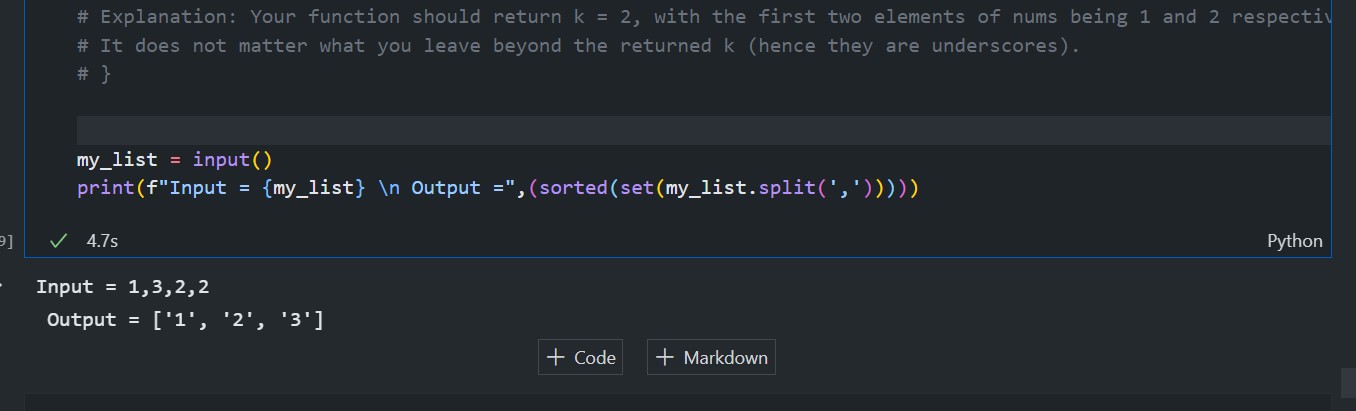 # Explanation: Your function should return k = 2, with the first two elements of nums being 1 and 2
# It does not matter what you leave beyond the returned k (hence they are underscores).
# }
my_list = input()
print(f"Input = {my_list} \n Output =",(sorted(set(my_list.split(',')))))
9]
4.7s
Python
Input = 1,3,2,2
Output = ['1', '2', '3']
+ Code + Markdown